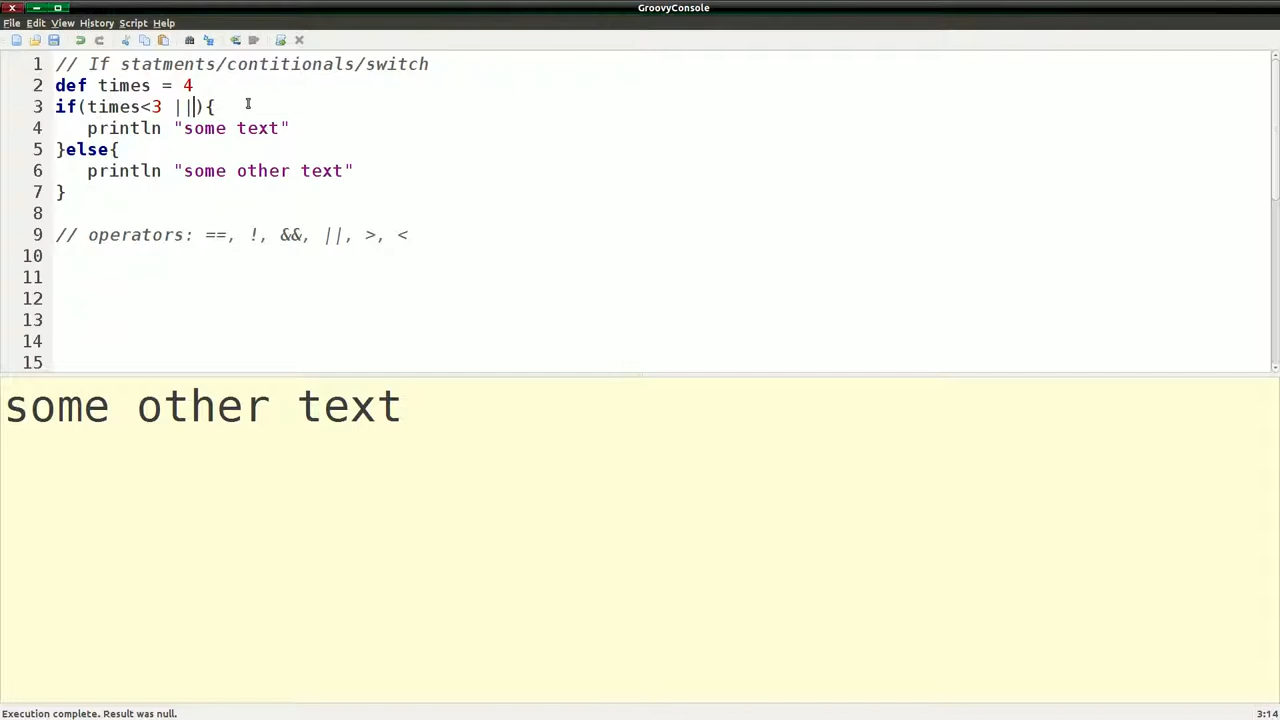 GroovyConsole
File Edit View History Script Help
1 // If statments/contitionals/switch
2 def times = 4
3 if(times<3 ||){
4    println "some text"
5 }else{
6    println "some other text"
7 }
8
9 // operators: ==, !, &&, ||, >, <
10
11
12
13
14
15
some other text
Execution complete. Result was null. 3:14